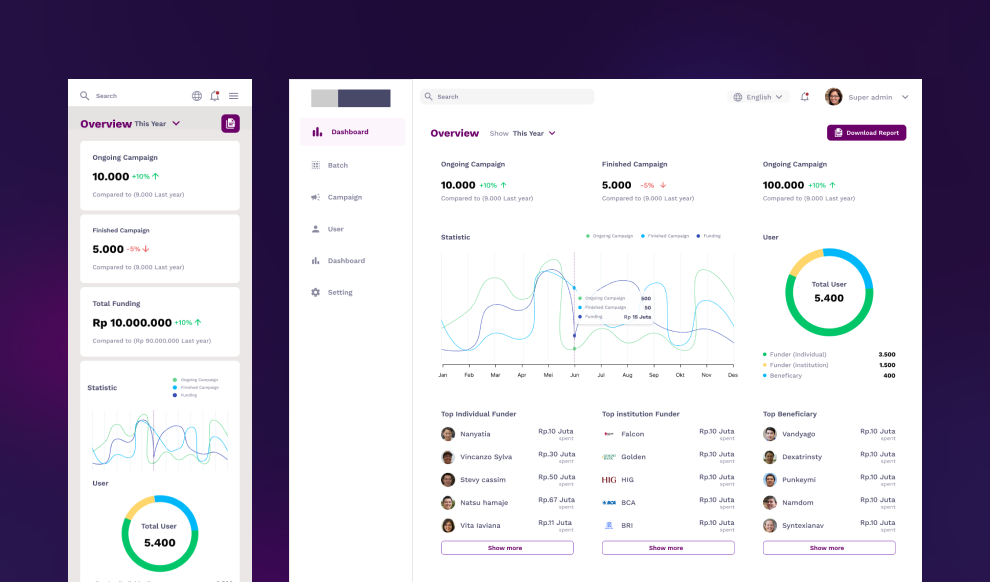 Search
Overview This Year
Ongoing Campaign
10.000 +10%
Compared to (9.000 Last year)
Finished Campaign
5.000 -5%
Compared to (9.000 Last year)
Total Funding
Rp 10.000.000 +10%
Compared to (Rp 90.000.000 Last year)
Statistic
Ongoing Campaign
Finished Campaign
Funding
User
Total User
5.400
Dashboard
Batch
Campaign
User
Dashboard
Setting
Search
English
Super admin
Overview Show This Year
Download Report
Ongoing Campaign
10.000 +10%
Compared to (9.000 Last year)
Finished Campaign
5.000 -5%
Compared to (9.000 Last year)
Ongoing Campaign
100.000 +10%
Compared to (9.000 Last year)
Statistic
Ongoing Campaign Finished Campaign Funding
Ongoing Campaign 500
Finished Campaign 50
Funding Rp 15 Juta
Jan Feb Mar Apr Mei Jun Jul Aug Sep Okt Nov Des
User
Total User
5.400
Funder (Individual) 3.500
Funder (Institution) 1.500
Beneficary 400
Top Individual Funder
Nanyatia Rp.10 Juta
spent
Vincanzo Sylva Rp.30 Juta
spent
Stevy cassim Rp.50 Juta
spent
Natsu hamaje Rp.67 Juta
spent
Vita Iaviana Rp.11 Juta
spent
Show more
Top institution Funder
Falcon Rp.10 Juta
spent
Golden Rp.10 Juta
spent
HIG HIG Rp.10 Juta
spent
BCA BCA Rp.10 Juta
spent
BRI Rp.10 Juta
spent
Show more
Top Beneficiary
Vandyago Rp.10 Juta
spent
Dexatrinsty Rp.10 Juta
spent
Punkeymi Rp.10 Juta
spent
Namdom Rp.10 Juta
spent
Syntexianav Rp.10 Juta
spent
Show more